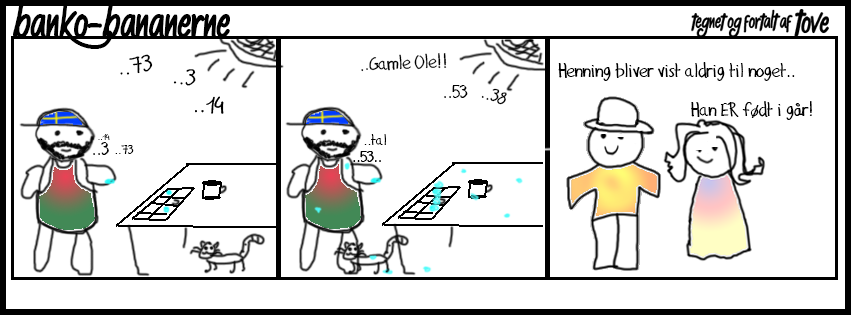 banko-bananerne
tegnet og fortalt af Tove
..73
..3
..14
..14
..3 ..73
..Gamle Ole!!
..53 ..38
..ta!
..53..
Henning bliver vist aldrig til noget..
Han ER født i går!